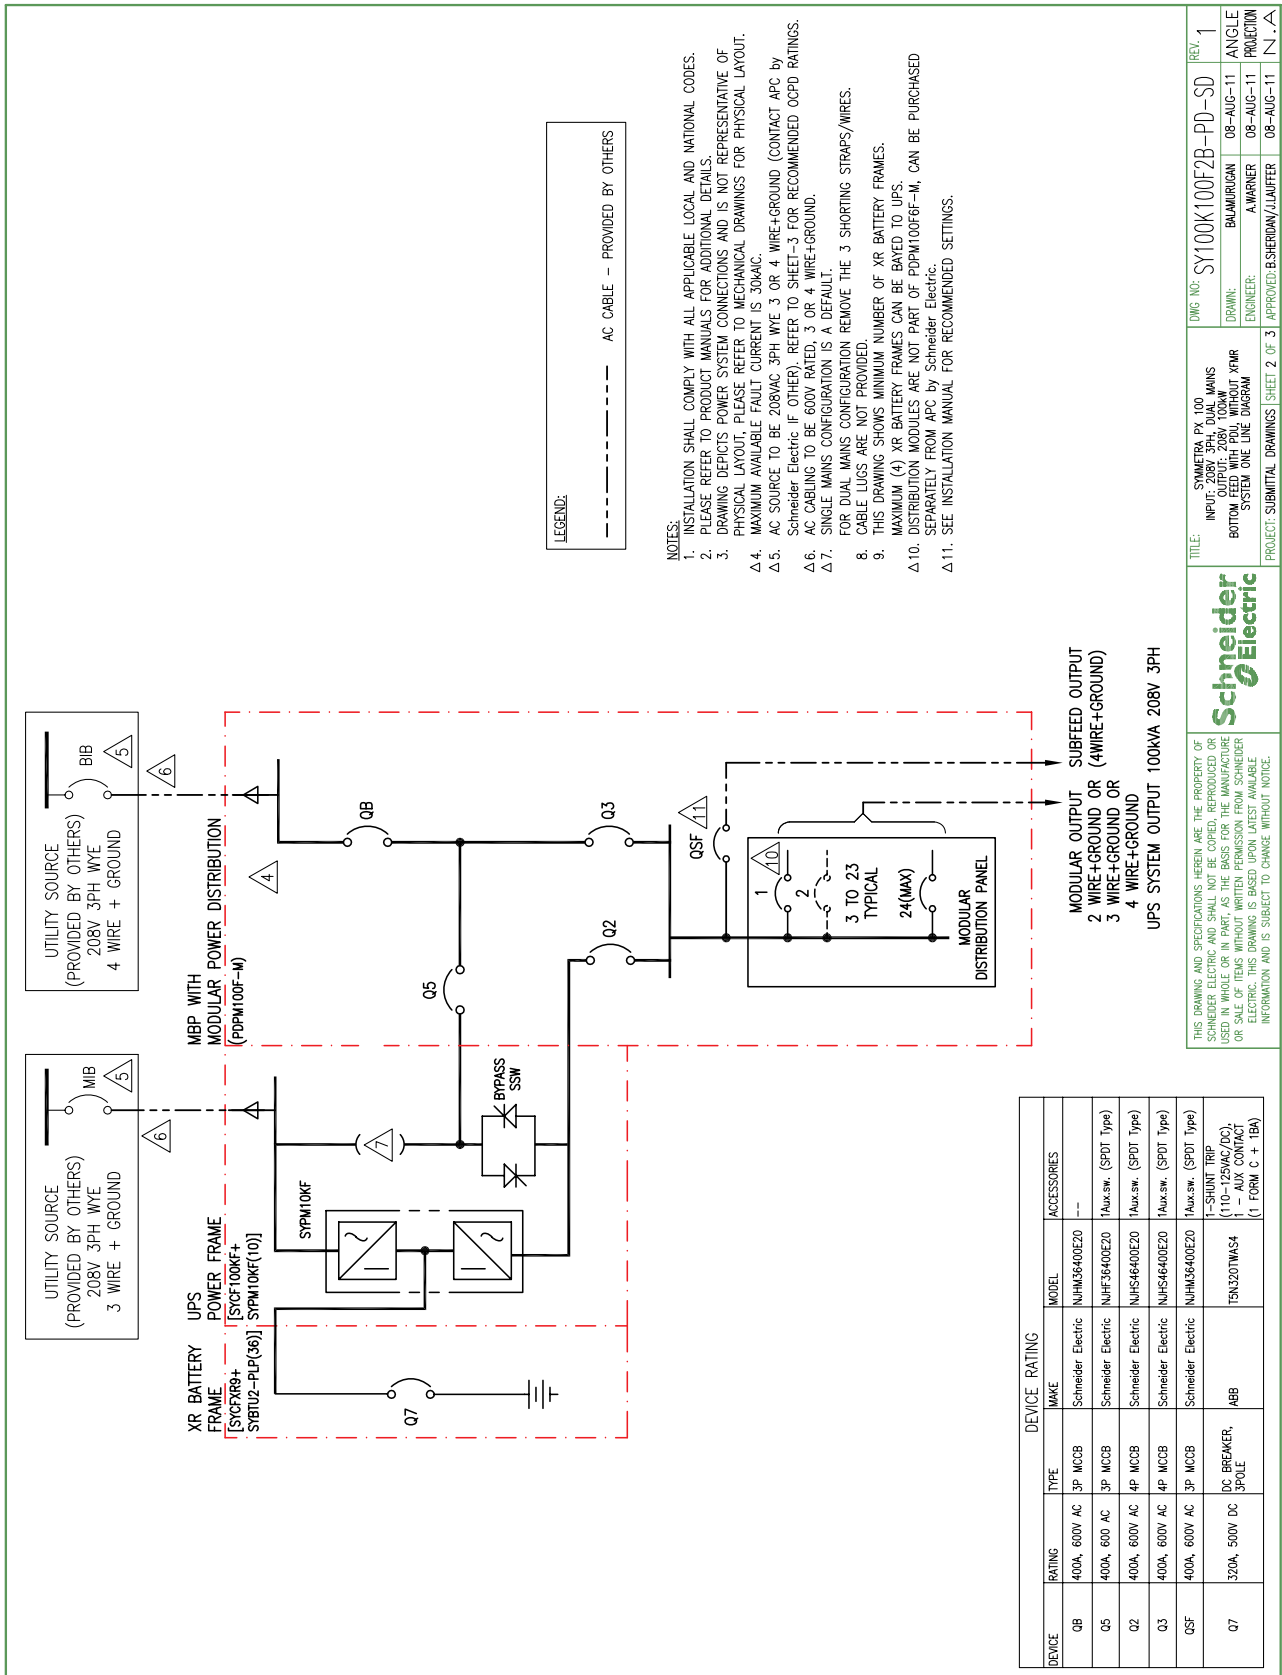 UTILITY SOURCE
(PROVIDED BY OTHERS)
208V 3PH WYE
3 WIRE + GROUND
MIB
5
6
UTILITY SOURCE
(PROVIDED BY OTHERS)
208V 3PH WYE
4 WIRE + GROUND
BIB
5
6
XR BATTERY
FRAME
[SYCFXR9+
SYBTU2-PLP(36)]
UPS
POWER FRAME
[SYCF100KF+
SYPM10KF(10)]
MBP WITH
MODULAR POWER DISTRIBUTION
(PDPM100F-M)
4
SYPM10KF
7
BYPASS
SSW
Q7
Q5
QB
Q2
Q3
QSF
11
10
1
2
3 TO 23
TYPICAL
24(MAX)
MODULAR
DISTRIBUTION PANEL
MODULAR OUTPUT
2 WIRE+GROUND OR
3 WIRE+GROUND OR
4 WIRE+GROUND
SUBFEED OUTPUT
(4WIRE+GROUND)
UPS SYSTEM OUTPUT 100kVA 208V 3PH
LEGEND:
AC CABLE - PROVIDED BY OTHERS
NOTES:
1. INSTALLATION SHALL COMPLY WITH ALL APPLICABLE LOCAL AND NATIONAL CODES.
2. PLEASE REFER TO PRODUCT MANUALS FOR ADDITIONAL DETAILS.
3. DRAWING DEPICTS POWER SYSTEM CONNECTIONS AND IS NOT REPRESENTATIVE OF
PHYSICAL LAYOUT, PLEASE REFER TO MECHANICAL DRAWINGS FOR PHYSICAL LAYOUT.
Δ 4. MAXIMUM AVAILABLE FAULT CURRENT IS 30kAIC.
Δ 5. AC SOURCE TO BE 208VAC 3PH WYE 3 OR 4 WIRE+GROUND (CONTACT APC by
Schneider Electric IF OTHER). REFER TO SHEET-3 FOR RECOMMENDED OCPD RATINGS.
Δ 6. AC CABLING TO BE 600V RATED, 3 OR 4 WIRE+GROUND.
Δ 7. SINGLE MAINS CONFIGURATION IS A DEFAULT.
FOR DUAL MAINS CONFIGURATION REMOVE THE 3 SHORTING STRAPS/WIRES.
8. CABLE LUGS ARE NOT PROVIDED.
9. THIS DRAWING SHOWS MINIMUM NUMBER OF XR BATTERY FRAMES.
MAXIMUM (4) XR BATTERY FRAMES CAN BE BAYED TO UPS.
Δ10. DISTRIBUTION MODULES ARE NOT PART OF PDPM100F6F-M, CAN BE PURCHASED
SEPARATELY FROM APC by Schneider Electric.
Δ11. SEE INSTALLATION MANUAL FOR RECOMMENDED SETTINGS.
DEVICE RATING
DEVICE RATING TYPE MAKE MODEL ACCESSORIES
QB 400A, 600V AC 3P MCCB Schneider Electric NJHM36400E20 --
Q5 400A, 600 AC 3P MCCB Schneider Electric NJHF36400E20 1Aux.sw. (SPDT Type)
Q2 400A, 600V AC 4P MCCB Schneider Electric NJHS46400E20 1Aux.sw. (SPDT Type)
Q3 400A, 600V AC 4P MCCB Schneider Electric NJHS46400E20 1Aux.sw. (SPDT Type)
QSF 400A, 600V AC 3P MCCB Schneider Electric NJHM36400E20 1Aux.sw. (SPDT Type)
Q7 320A, 500V DC DC BREAKER, 3POLE ABB T5N320TWAS4 1-SHUNT TRIP
(110-125VAC/DC),
1 - AUX CONTACT
(1 FORM C + 1BA)
THIS DRAWING AND SPECIFICATIONS HEREIN ARE THE PROPERTY OF
SCHNEIDER ELECTRIC AND SHALL NOT BE COPIED, REPRODUCED OR
USED IN WHOLE OR IN PART, AS THE BASIS FOR THE MANUFACTURE
OR SALE OF ITEMS WITHOUT WRITTEN PERMISSION FROM SCHNEIDER
ELECTRIC. THIS DRAWING IS BASED UPON LATEST AVAILABLE
INFORMATION AND IS SUBJECT TO CHANGE WITHOUT NOTICE.
Schneider
Electric
TITLE: SYMMETRA PX 100
INPUT: 208V 3PH, DUAL MAINS
OUTPUT: 208V 100kW
BOTTOM FEED WITH PDU, WITHOUT XFMR
SYSTEM ONE LINE DIAGRAM
PROJECT: SUBMITTAL DRAWINGS SHEET 2 OF 3
DWG NO: SY100K100F2B-PD-SD REV: 1
DRAWN: BALAMURUGAN 08-AUG-11 ANGLE
ENGINEER: A.WARNER 08-AUG-11 PROJECTION
APPROVED: B.SHERIDAN/J.LAUFFER 08-AUG-11 N.A